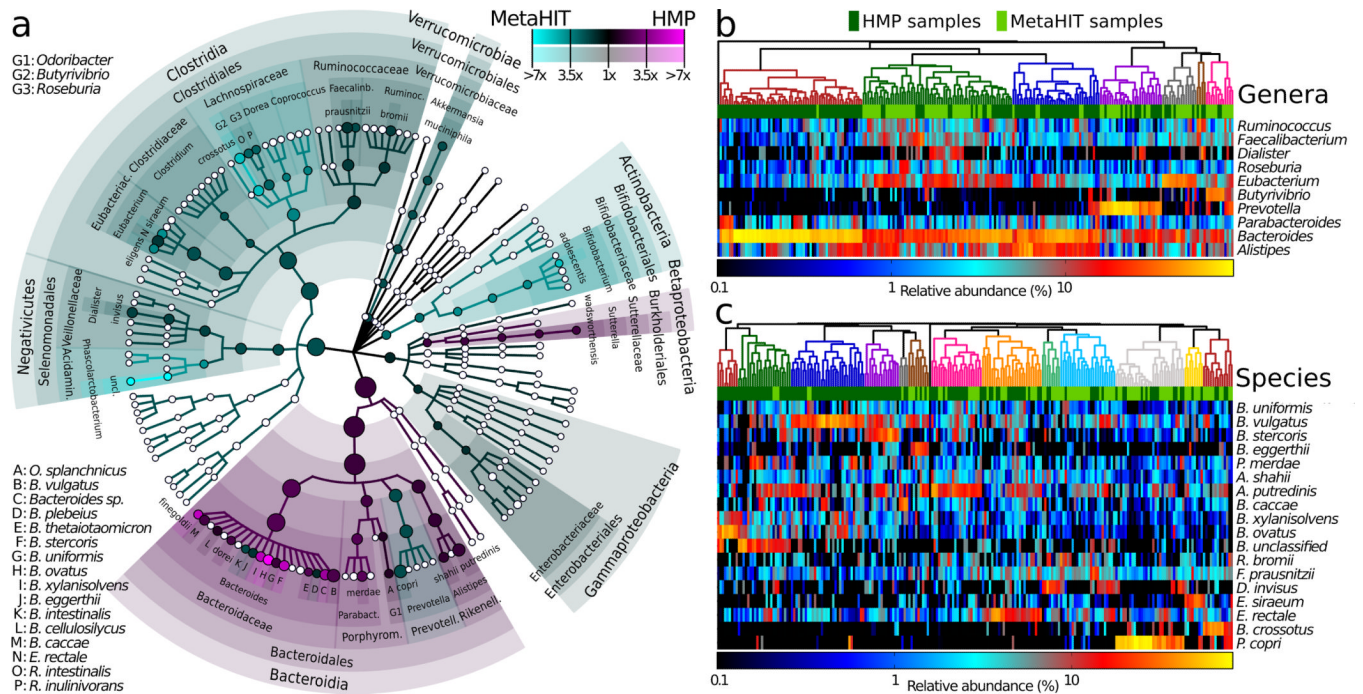 a
G1: Odoribacter
G2: Butyrivibrio
G3: Roseburia
MetaHIT HMP
>7x 3.5x 1x 3.5x >7x
Verrucomicrobiae
Verrucomicrobiales
Verrucomicrobiaceae
Akkermansia
muciniphila
Clostridia
Clostridiales
Lachnospiraceae
G2 G3 Dorea Coprococcus
crossotus O P
Ruminococcaceae
Faecalinb. Ruminoc.
prausnitzii bromii
Eubacteriac. Clostridiaceae
Eubacterium Clostridium
eligens N siraeum
Negativicutes
Selenomonadales
Veillonellaceae
Dialister
invisus
Acidamin.
Phascolarctobacterium
uncl.
Actinobacteria
Bifidobacteriales
Bifidobacteriaceae
Bifidobacterium
adolescentis
Betaproteobacteria
Burkholderiales
Sutterellaceae
Sutterella
wadsworthensis
Gammaproteobacteria
Enterobacteriales
Enterobacteriaceae
finegoldii M L dorei K J I H G F E D C B
Bacteroides
Bacteroidaceae
merdae
Parabact.
A
G1
Porphyrom.
copri
Prevotella
Prevotell.
shahii putredinis
Alistipes
Rikenell.
Bacteroidales
Bacteroidia
A: O. splanchnicus
B: B. vulgatus
C: Bacteroides sp.
D: B. plebeius
E: B. thetaiotaomicron
F: B. stercoris
G: B. uniformis
H: B. ovatus
I: B. xylanisolvens
J: B. eggerthii
K: B. intestinalis
L: B. cellulosilycus
M: B. caccae
N: E. rectale
O: R. intestinalis
P: R. inulinivorans
b
HMP samples MetaHIT samples
Genera
Ruminococcus
Faecalibacterium
Dialister
Roseburia
Eubacterium
Butyrivibrio
Prevotella
Parabacteroides
Bacteroides
Alistipes
0.1 1 Relative abundance (%) 10
c
Species
B. uniformis
B. vulgatus
B. stercoris
B. eggerthii
P. merdae
A. shahii
A. putredinis
B. caccae
B. xylanisolvens
B. ovatus
B. unclassified
R. bromii
F. prausnitzii
D. invisus
E. siraeum
E. rectale
B. crossotus
P. copri
0.1 1 Relative abundance (%) 10